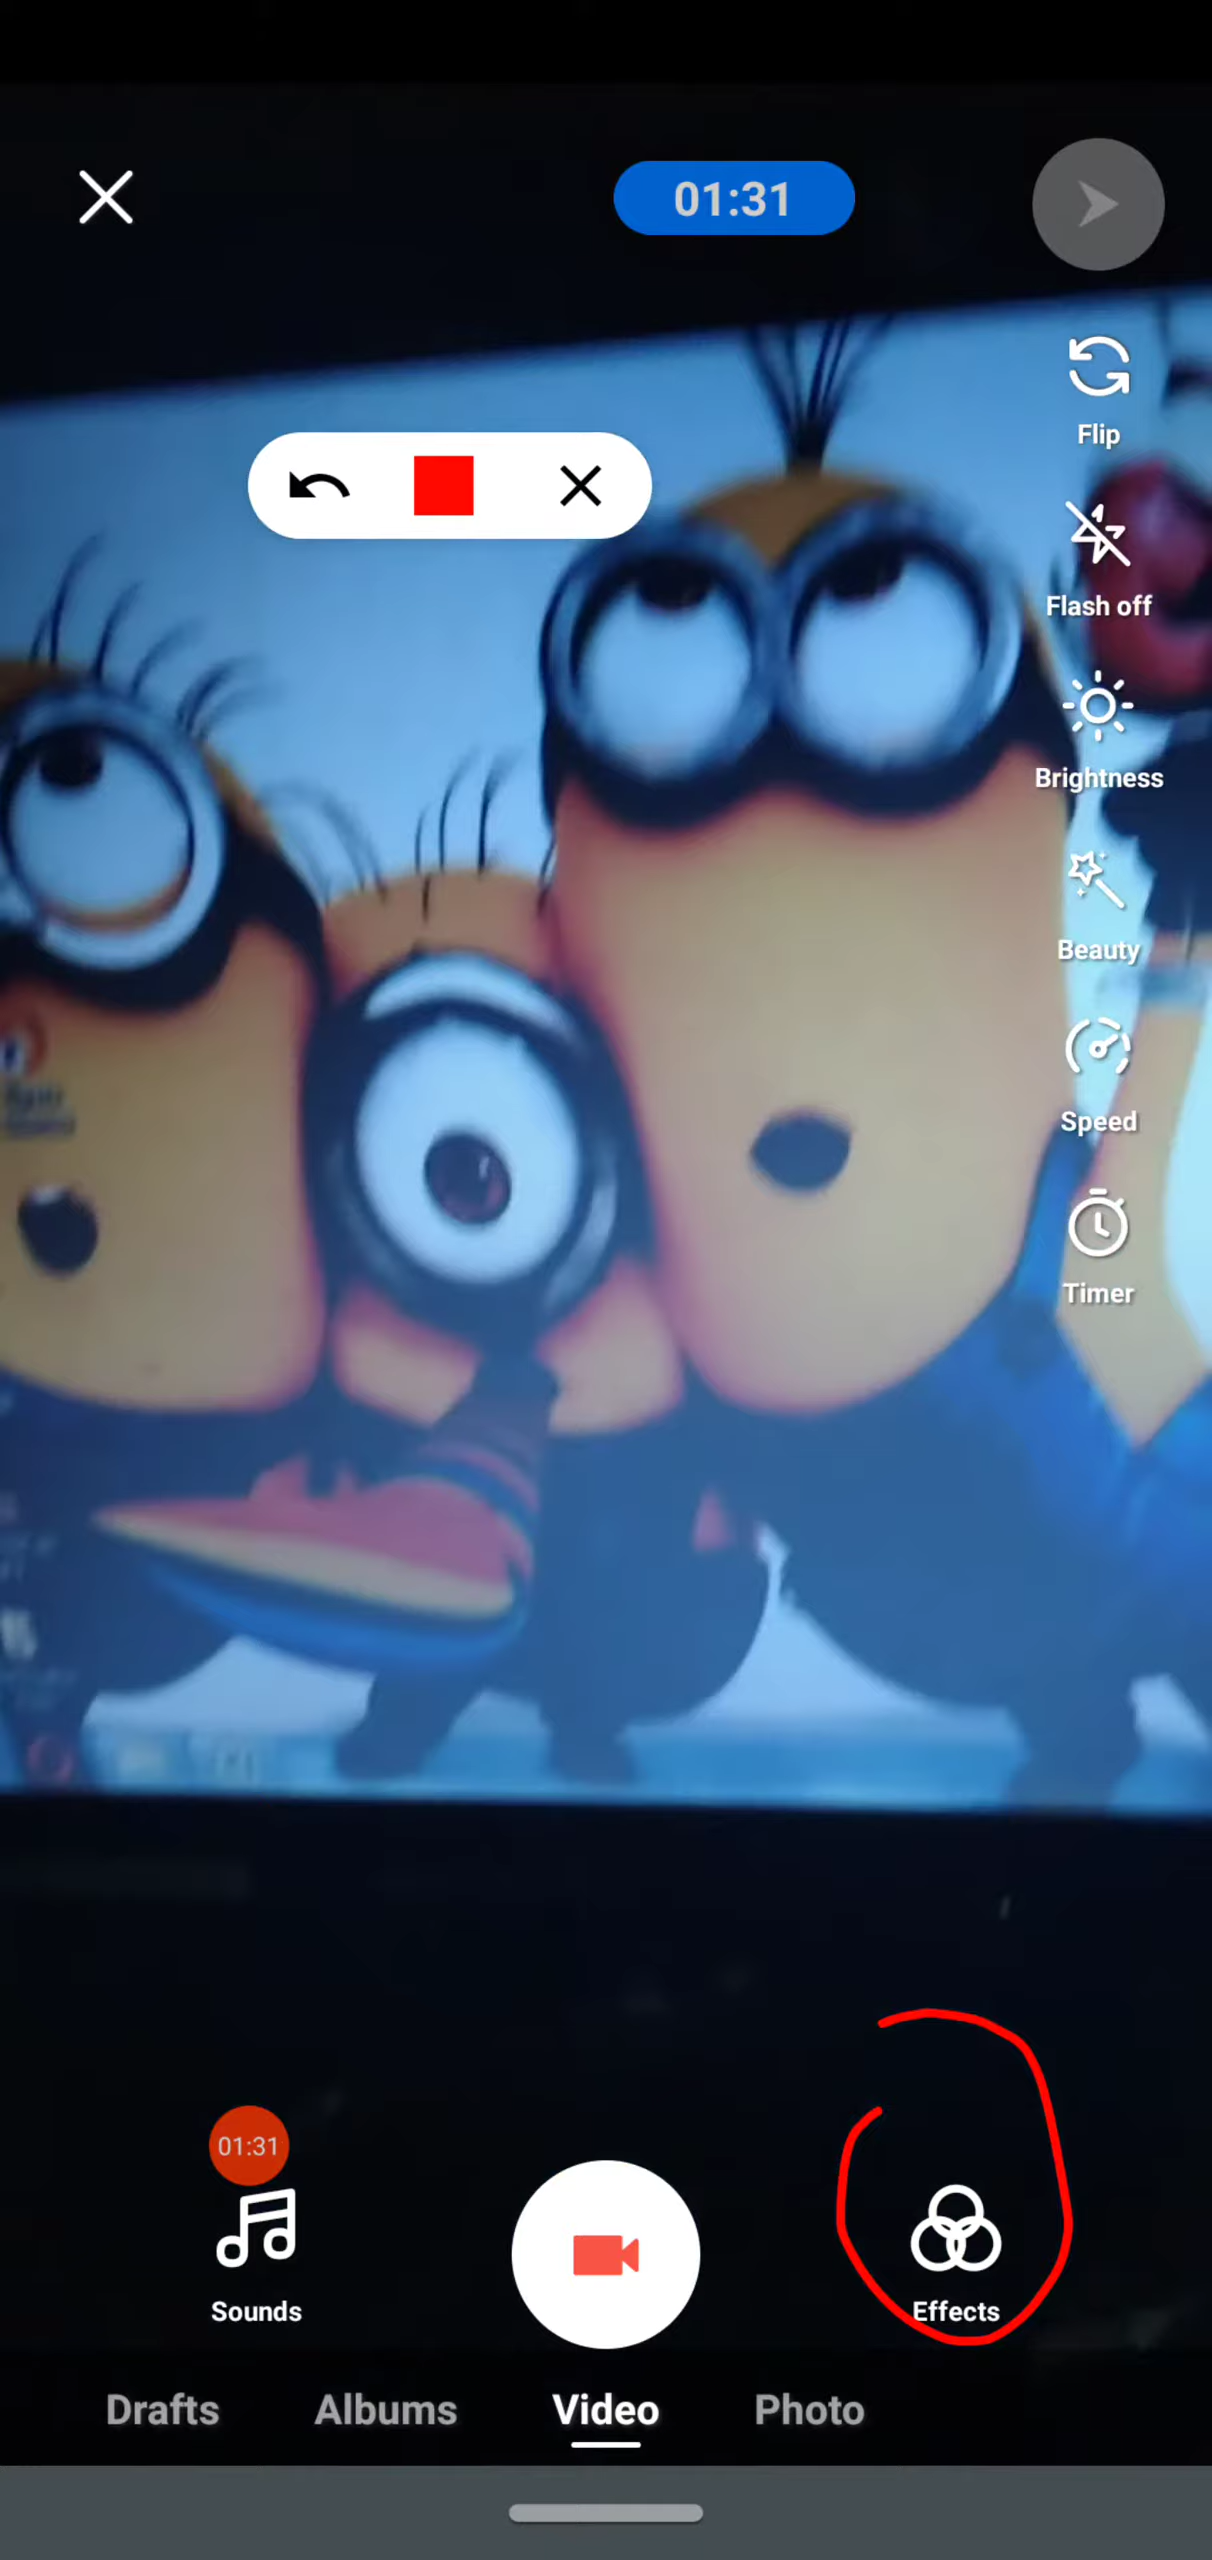 01:31
Flip
Flash off
Brightness
Beauty
Speed
Timer
01:31
Sounds
Effects
Drafts Albums Video Photo